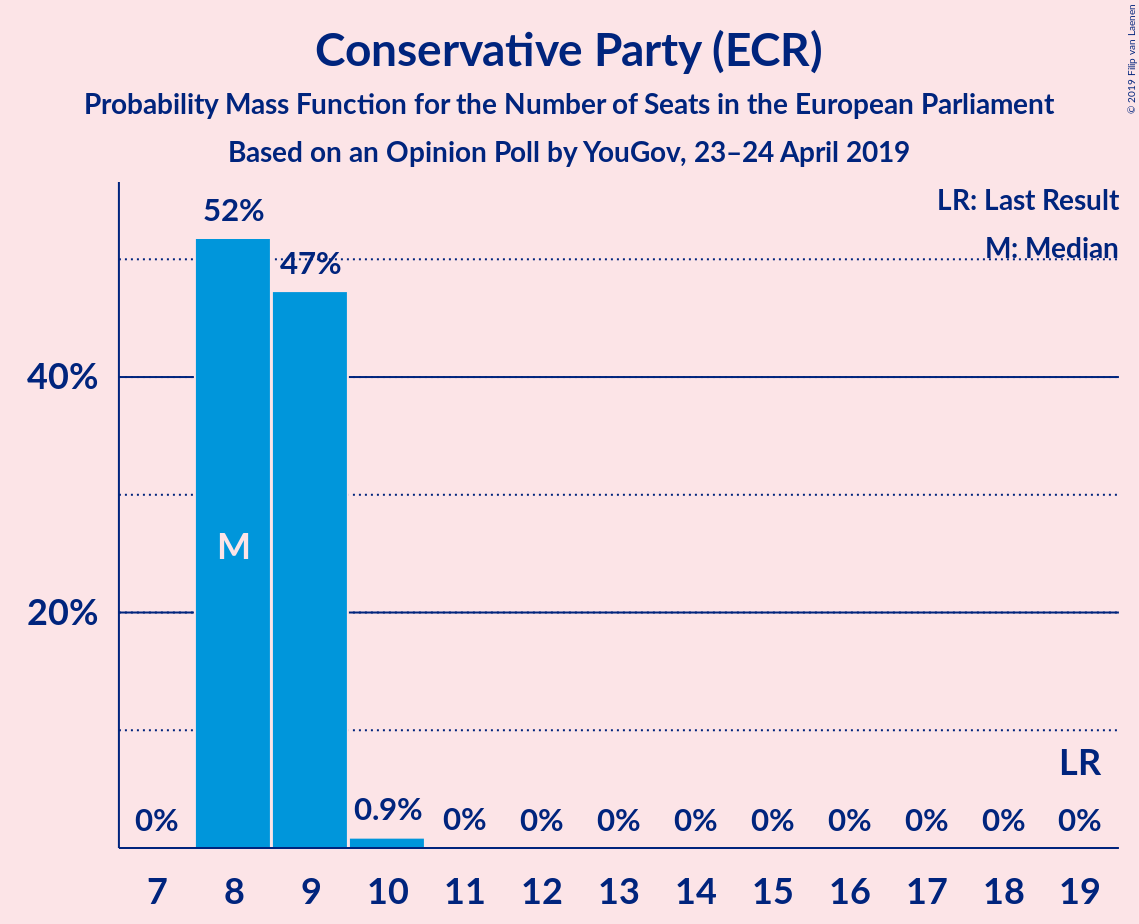 Conservative Party (ECR)
Probability Mass Function for the Number of Seats in the European Parliament
Based on an Opinion Poll by YouGov, 23–24 April 2019
© 2019 Filip van Laenen
LR: Last Result
M: Median
52%
47%
40%
M
20%
LR
0% 0.9% 0% 0% 0% 0% 0% 0% 0% 0% 0%
7 8 9 10 11 12 13 14 15 16 17 18 19